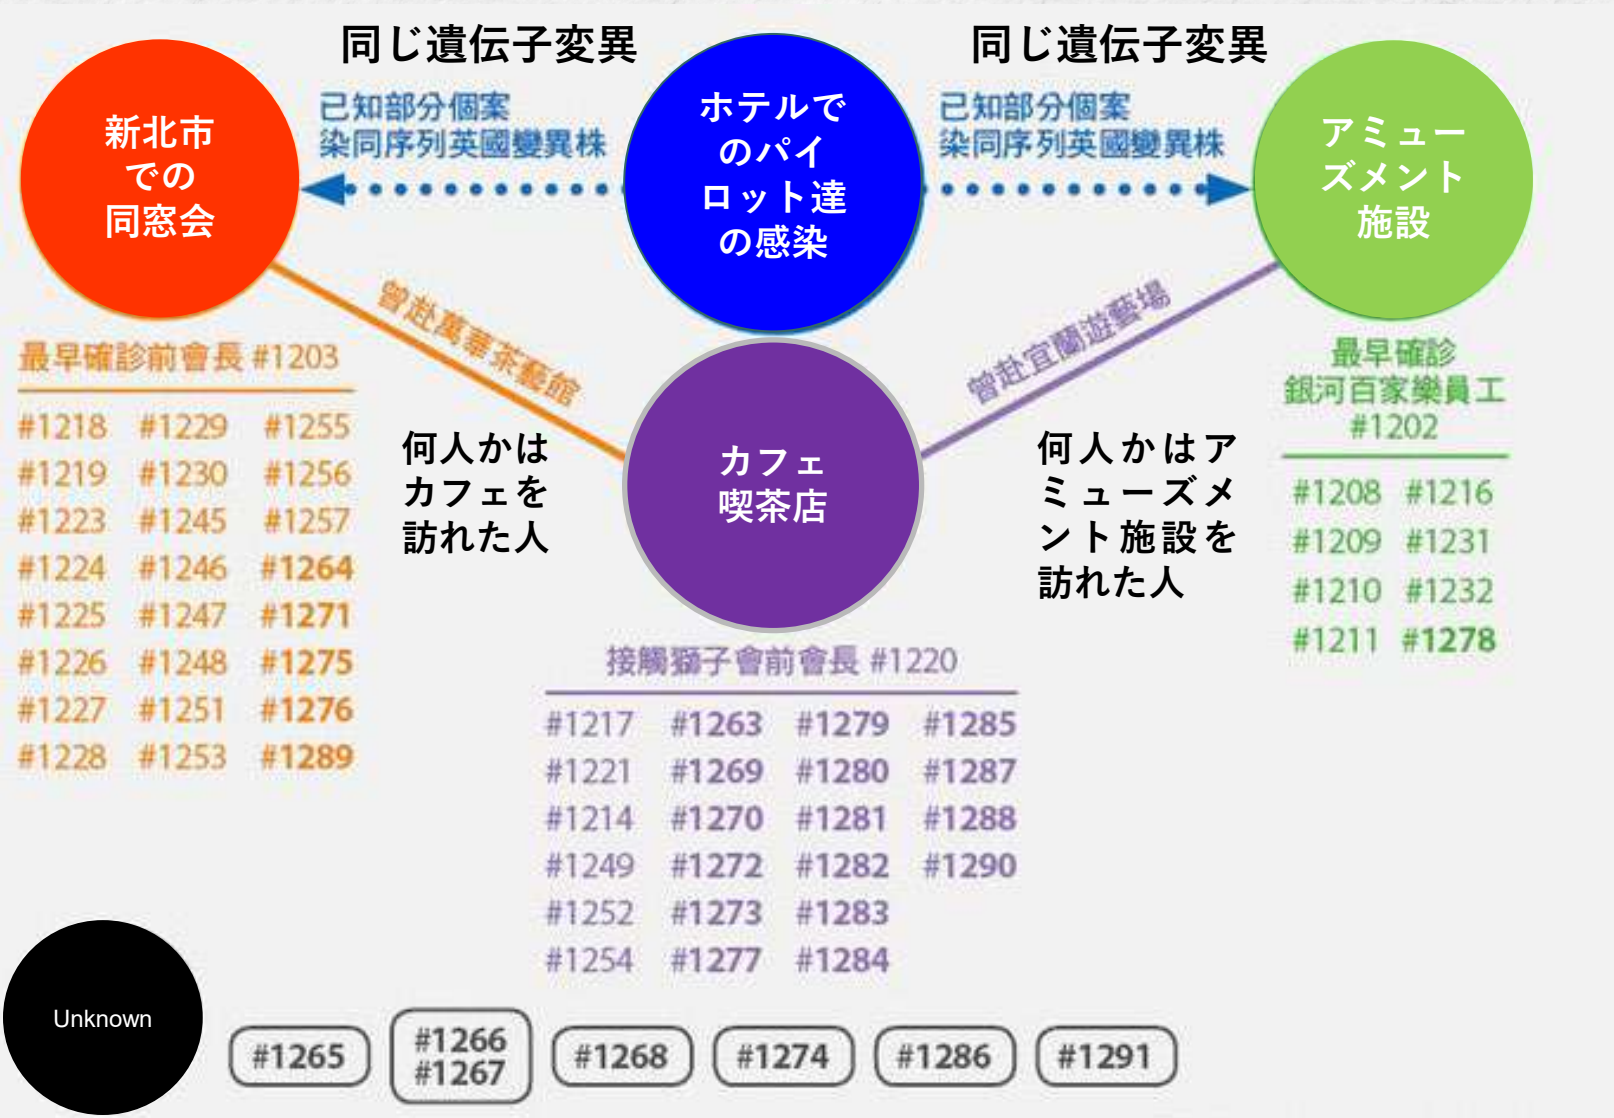 同じ遺伝子変異
同じ遺伝子変異
新北市
での
同窓会
已知部分個案
染同序列英國變異株
ホテルで
のパイ
ロット達
の感染
已知部分個案
染同序列英國變異株
アミュー
ズメント
施設
曾赴萬華茶藝館
曾赴宜蘭遊藝場
カフェ
喫茶店
何人かは
カフェを
訪れた人
何人かはア
ミューズメ
ント施設を
訪れた人
最早確診前會長 #1203
#1218 #1229 #1255
#1219 #1230 #1256
#1223 #1245 #1257
#1224 #1246 #1264
#1225 #1247 #1271
#1226 #1248 #1275
#1227 #1251 #1276
#1228 #1253 #1289
最早確診
銀河百家樂員工
#1202
#1208 #1216
#1209 #1231
#1210 #1232
#1211 #1278
接觸獅子會前會長 #1220
#1217 #1263 #1279 #1285
#1221 #1269 #1280 #1287
#1214 #1270 #1281 #1288
#1249 #1272 #1282 #1290
#1252 #1273 #1283
#1254 #1277 #1284
Unknown
#1265
#1266
#1267
#1268
#1274
#1286
#1291